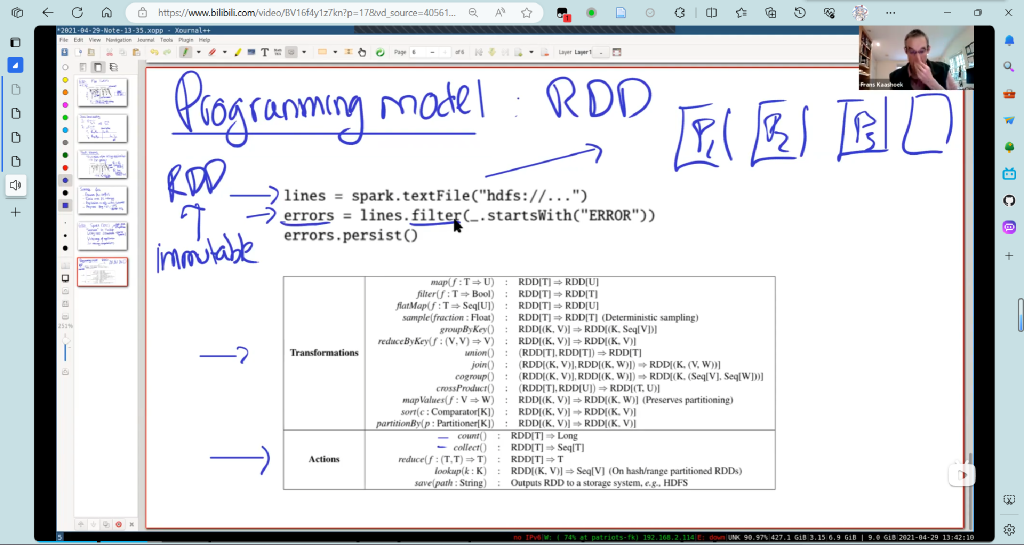 https://www.bilibili.com/video/BV16f4y1z7kn?p=17&vd_source=40561...
*2021-04-29-Note-13-35.xopp - Xournal++
File Edit View Navigation Journal Tools Plugin Help
Page 6 of 6 Layer Layer 1
Frans Kaashoek
Programming model : RDD
P1 P2 P3
RDD
immutable
lines = spark.textFile("hdfs://...")
errors = lines.filter(_.startsWith("ERROR"))
errors.persist()
Transformations
map(f : T ⇒ U) : RDD[T] ⇒ RDD[U]
filter(f : T ⇒ Bool) : RDD[T] ⇒ RDD[T]
flatMap(f : T ⇒ Seq[U]) : RDD[T] ⇒ RDD[U]
sample(fraction : Float) : RDD[T] ⇒ RDD[T] (Deterministic sampling)
groupByKey() : RDD[(K, V)] ⇒ RDD[(K, Seq[V])]
reduceByKey(f : (V,V) ⇒ V) : RDD[(K, V)] ⇒ RDD[(K, V)]
union() : (RDD[T],RDD[T]) ⇒ RDD[T]
join() : (RDD[(K, V)],RDD[(K, W)]) ⇒ RDD[(K, (V, W))]
cogroup() : (RDD[(K, V)],RDD[(K, W)]) ⇒ RDD[(K, (Seq[V], Seq[W]))]
crossProduct() : (RDD[T],RDD[U]) ⇒ RDD[(T, U)]
mapValues(f : V ⇒ W) : RDD[(K, V)] ⇒ RDD[(K, W)] (Preserves partitioning)
sort(c : Comparator[K]) : RDD[(K, V)] ⇒ RDD[(K, V)]
partitionBy(p : Partitioner[K]) : RDD[(K, V)] ⇒ RDD[(K, V)]
Actions
count() : RDD[T] ⇒ Long
collect() : RDD[T] ⇒ Seq[T]
reduce(f : (T,T) ⇒ T) : RDD[T] ⇒ T
lookup(k : K) : RDD[(K, V)] ⇒ Seq[V] (On hash/range partitioned RDDs)
save(path : String) : Outputs RDD to a storage system, e.g., HDFS
5 no IPv6|W: ( 74% at patriots-fk) 192.168.2.114|E: down|UNK 90.97%|427.1 GiB|3.15 6.9 GiB | 9.0 GiB|2021-04-29 13:42:10